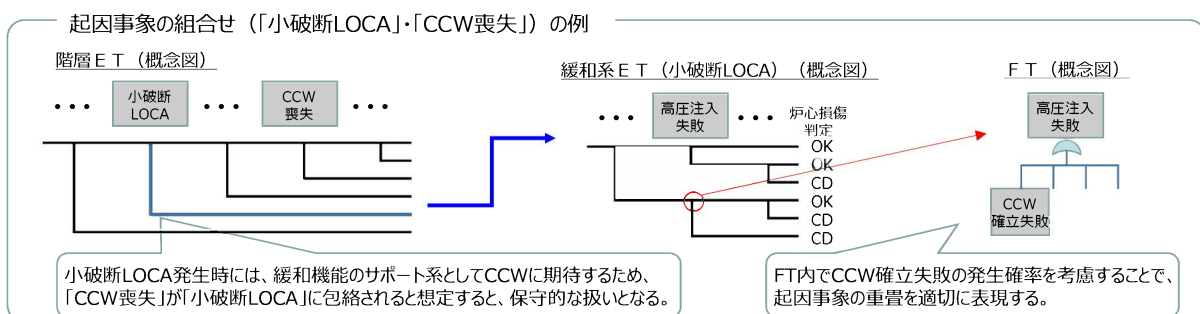 起因事象の組合せ（「小破断LOCA」・「CCW喪失」）の例
階層ＥＴ（概念図）
・・・
小破断
LOCA
・・・
CCW
喪失
・・・
緩和系ＥＴ（小破断LOCA）（概念図）
・・・
高圧注入
失敗
・・・
炉心損傷
判定
OK
OK
CD
OK
CD
CD
ＦＴ（概念図）
高圧注入
失敗
CCW
確立失敗
小破断LOCA発生時には、緩和機能のサポート系としてCCWに期待するため、
「CCW喪失」が「小破断LOCA」に包絡されると想定すると、保守的な扱いとなる。
FT内でCCW確立失敗の発生確率を考慮することで、
起因事象の重畳を適切に表現する。